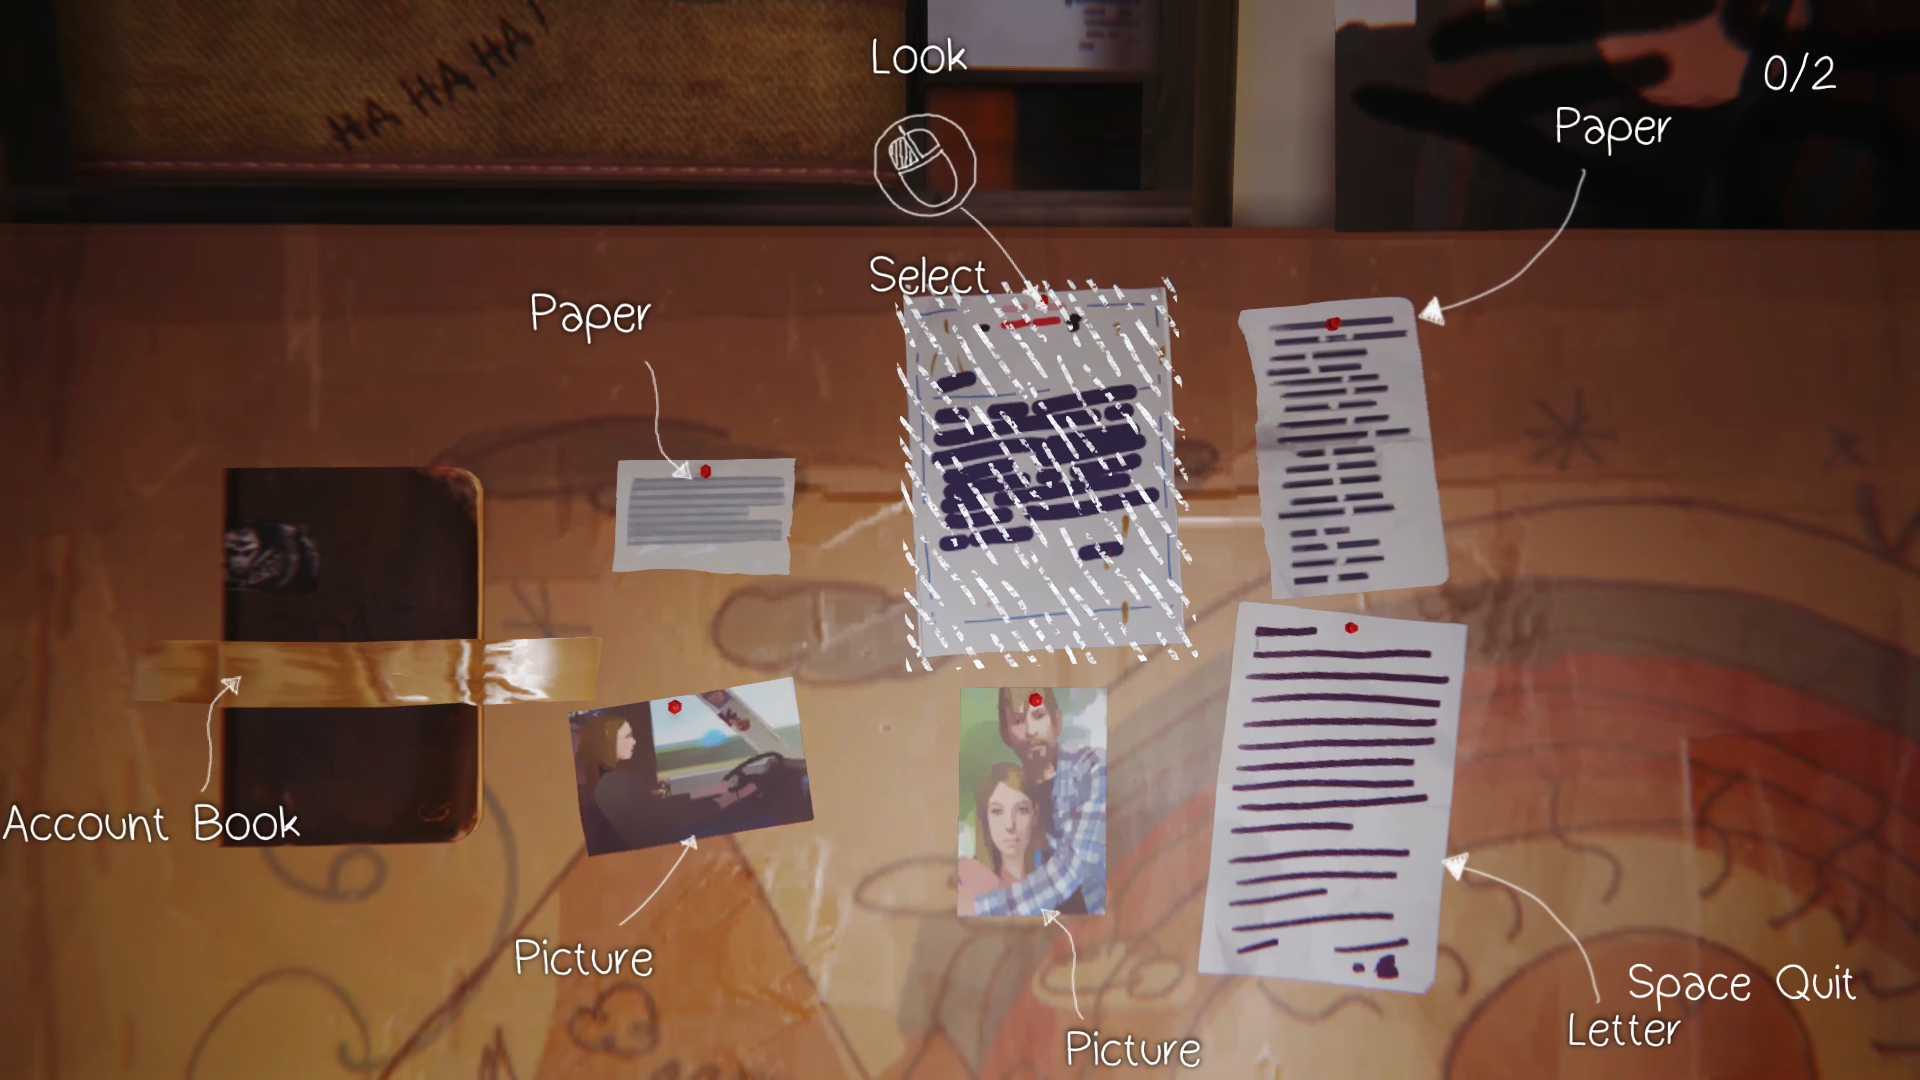 HA HA HA!
Look
0/2
Paper
Select
Paper
Account Book
Picture
Space Quit
Letter
Picture